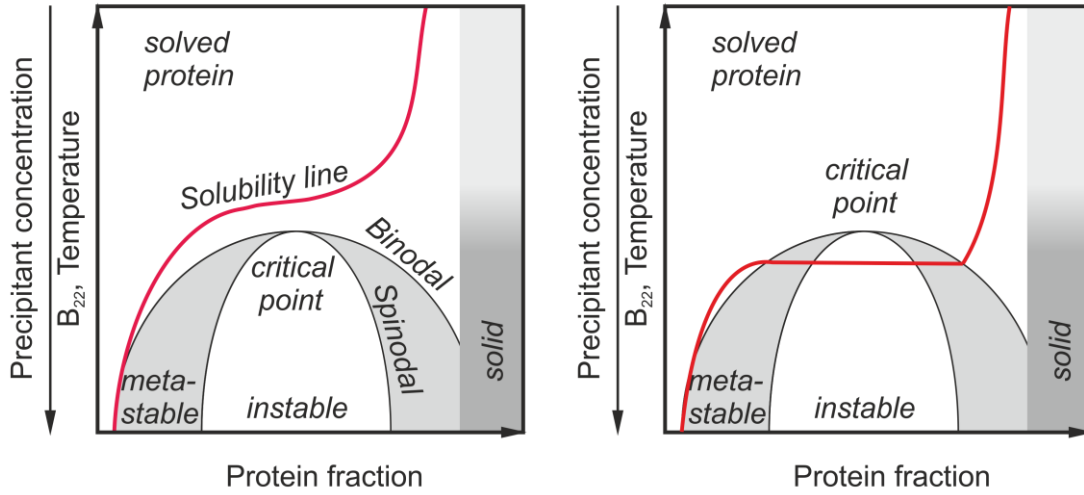 Precipitant concentration
B₂₂, Temperature
solved
protein
Solubility line
critical
point
Binodal
Spinodal
meta-
stable
instable
solid
Protein fraction
Precipitant concentration
B₂₂, Temperature
solved
protein
critical
point
meta-
stable
instable
solid
Protein fraction